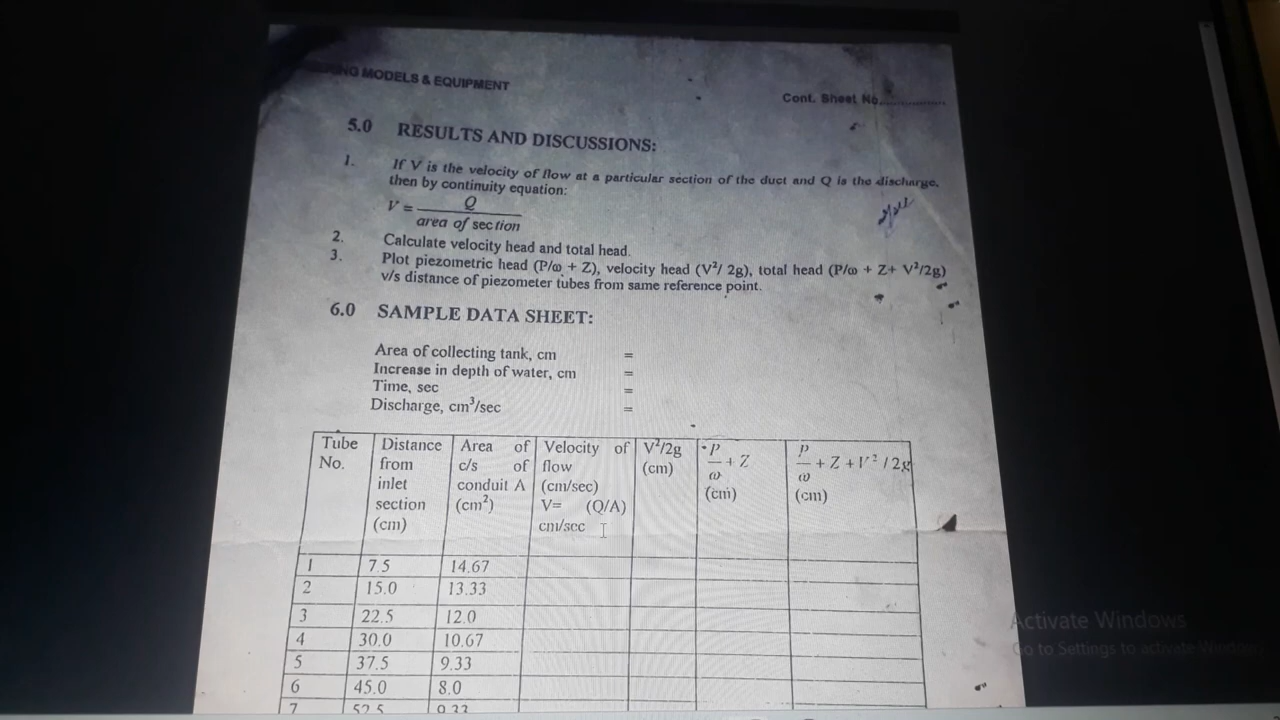 MODELS & EQUIPMENT
Cont. Sheet No..............
5.0 RESULTS AND DISCUSSIONS:
1. If V is the velocity of flow at a particular section of the duct and Q is the discharge,
then by continuity equation:
V = Q / area of section
2. Calculate velocity head and total head.
3. Plot piezometric head (P/ω + Z), velocity head (V²/ 2g), total head (P/ω + Z+ V²/2g)
v/s distance of piezometer tubes from same reference point.
6.0 SAMPLE DATA SHEET:
Area of collecting tank, cm =
Increase in depth of water, cm =
Time, sec =
Discharge, cm³/sec =
Tube No. | Distance from inlet section (cm) | Area of c/s of conduit A (cm²) | Velocity of flow (cm/sec) V= (Q/A) cm/sec | V²/2g (cm) | P/ω + Z (cm) | P/ω + Z + V² / 2g (cm)
1 7.5 14.67
2 15.0 13.33
3 22.5 12.0
4 30.0 10.67
5 37.5 9.33
6 45.0 8.0
7 52.5 9.33
Activate Windows
Go to Settings to activate Windows.